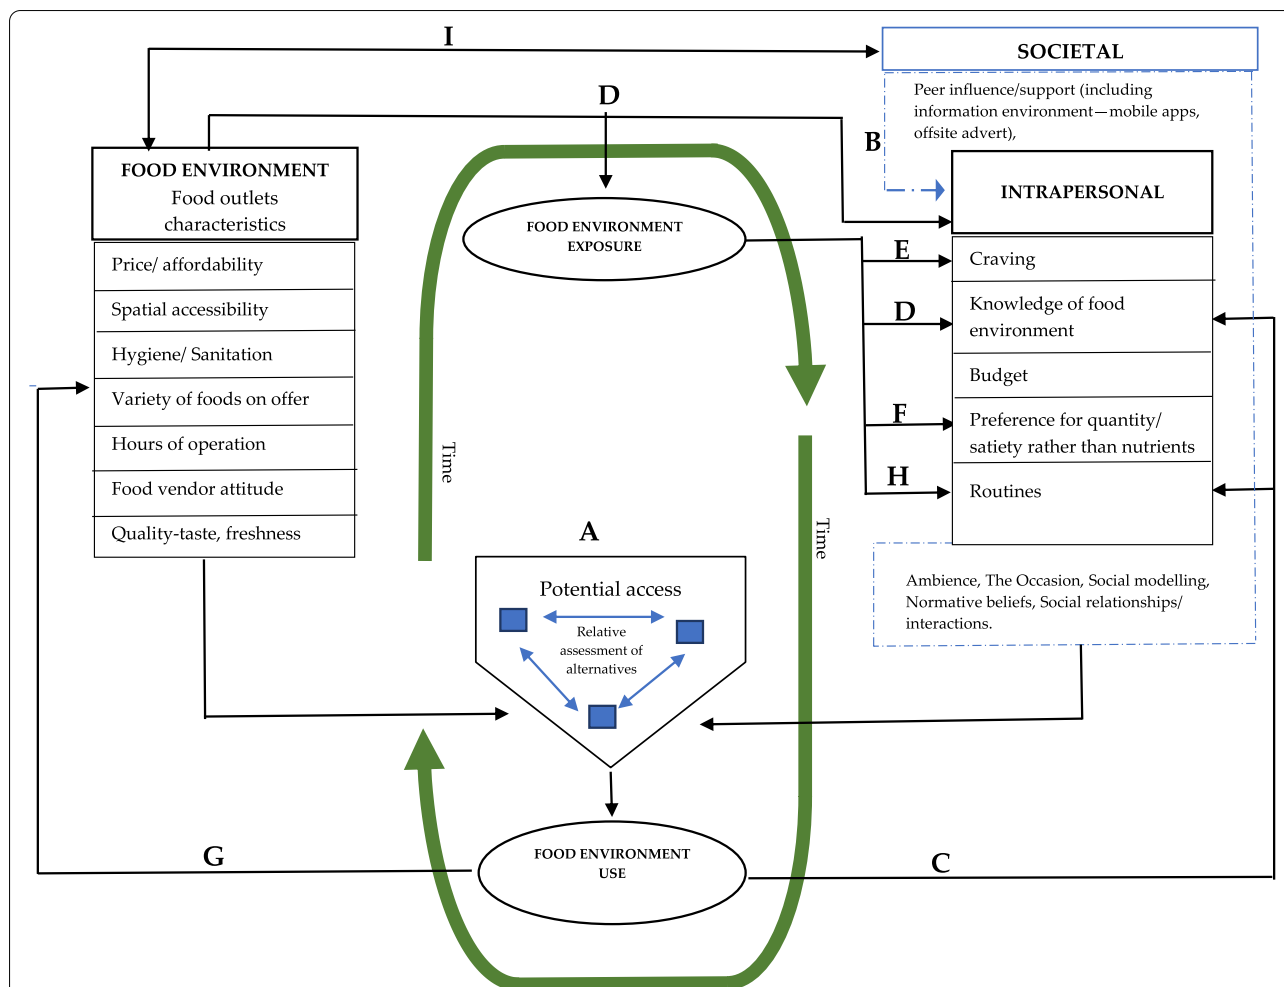 I
SOCIETAL
Peer influence/support (including
information environment—mobile apps,
offsite advert),
D
B
FOOD ENVIRONMENT
Food outlets
characteristics
INTRAPERSONAL
FOOD ENVIRONMENT
EXPOSURE
Price/ affordability
Spatial accessibility
Hygiene/ Sanitation
Variety of foods on offer
Hours of operation
Food vendor attitude
Quality-taste, freshness
E
D
F
H
Craving
Knowledge of food
environment
Budget
Preference for quantity/
satiety rather than nutrients
Routines
Time
Time
A
Potential access
Relative
assessment of
alternatives
Ambience, The Occasion, Social modelling,
Normative beliefs, Social relationships/
interactions.
FOOD ENVIRONMENT
USE
G
C